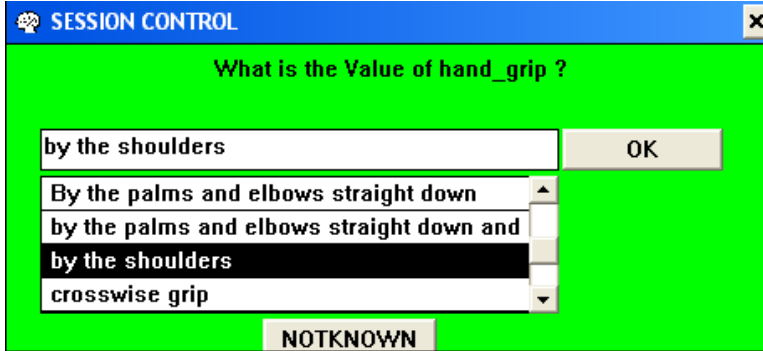 SESSION CONTROL
What is the Value of hand_grip ?
by the shoulders
OK
By the palms and elbows straight down
by the palms and elbows straight down and
by the shoulders
crosswise grip
NOTKNOWN